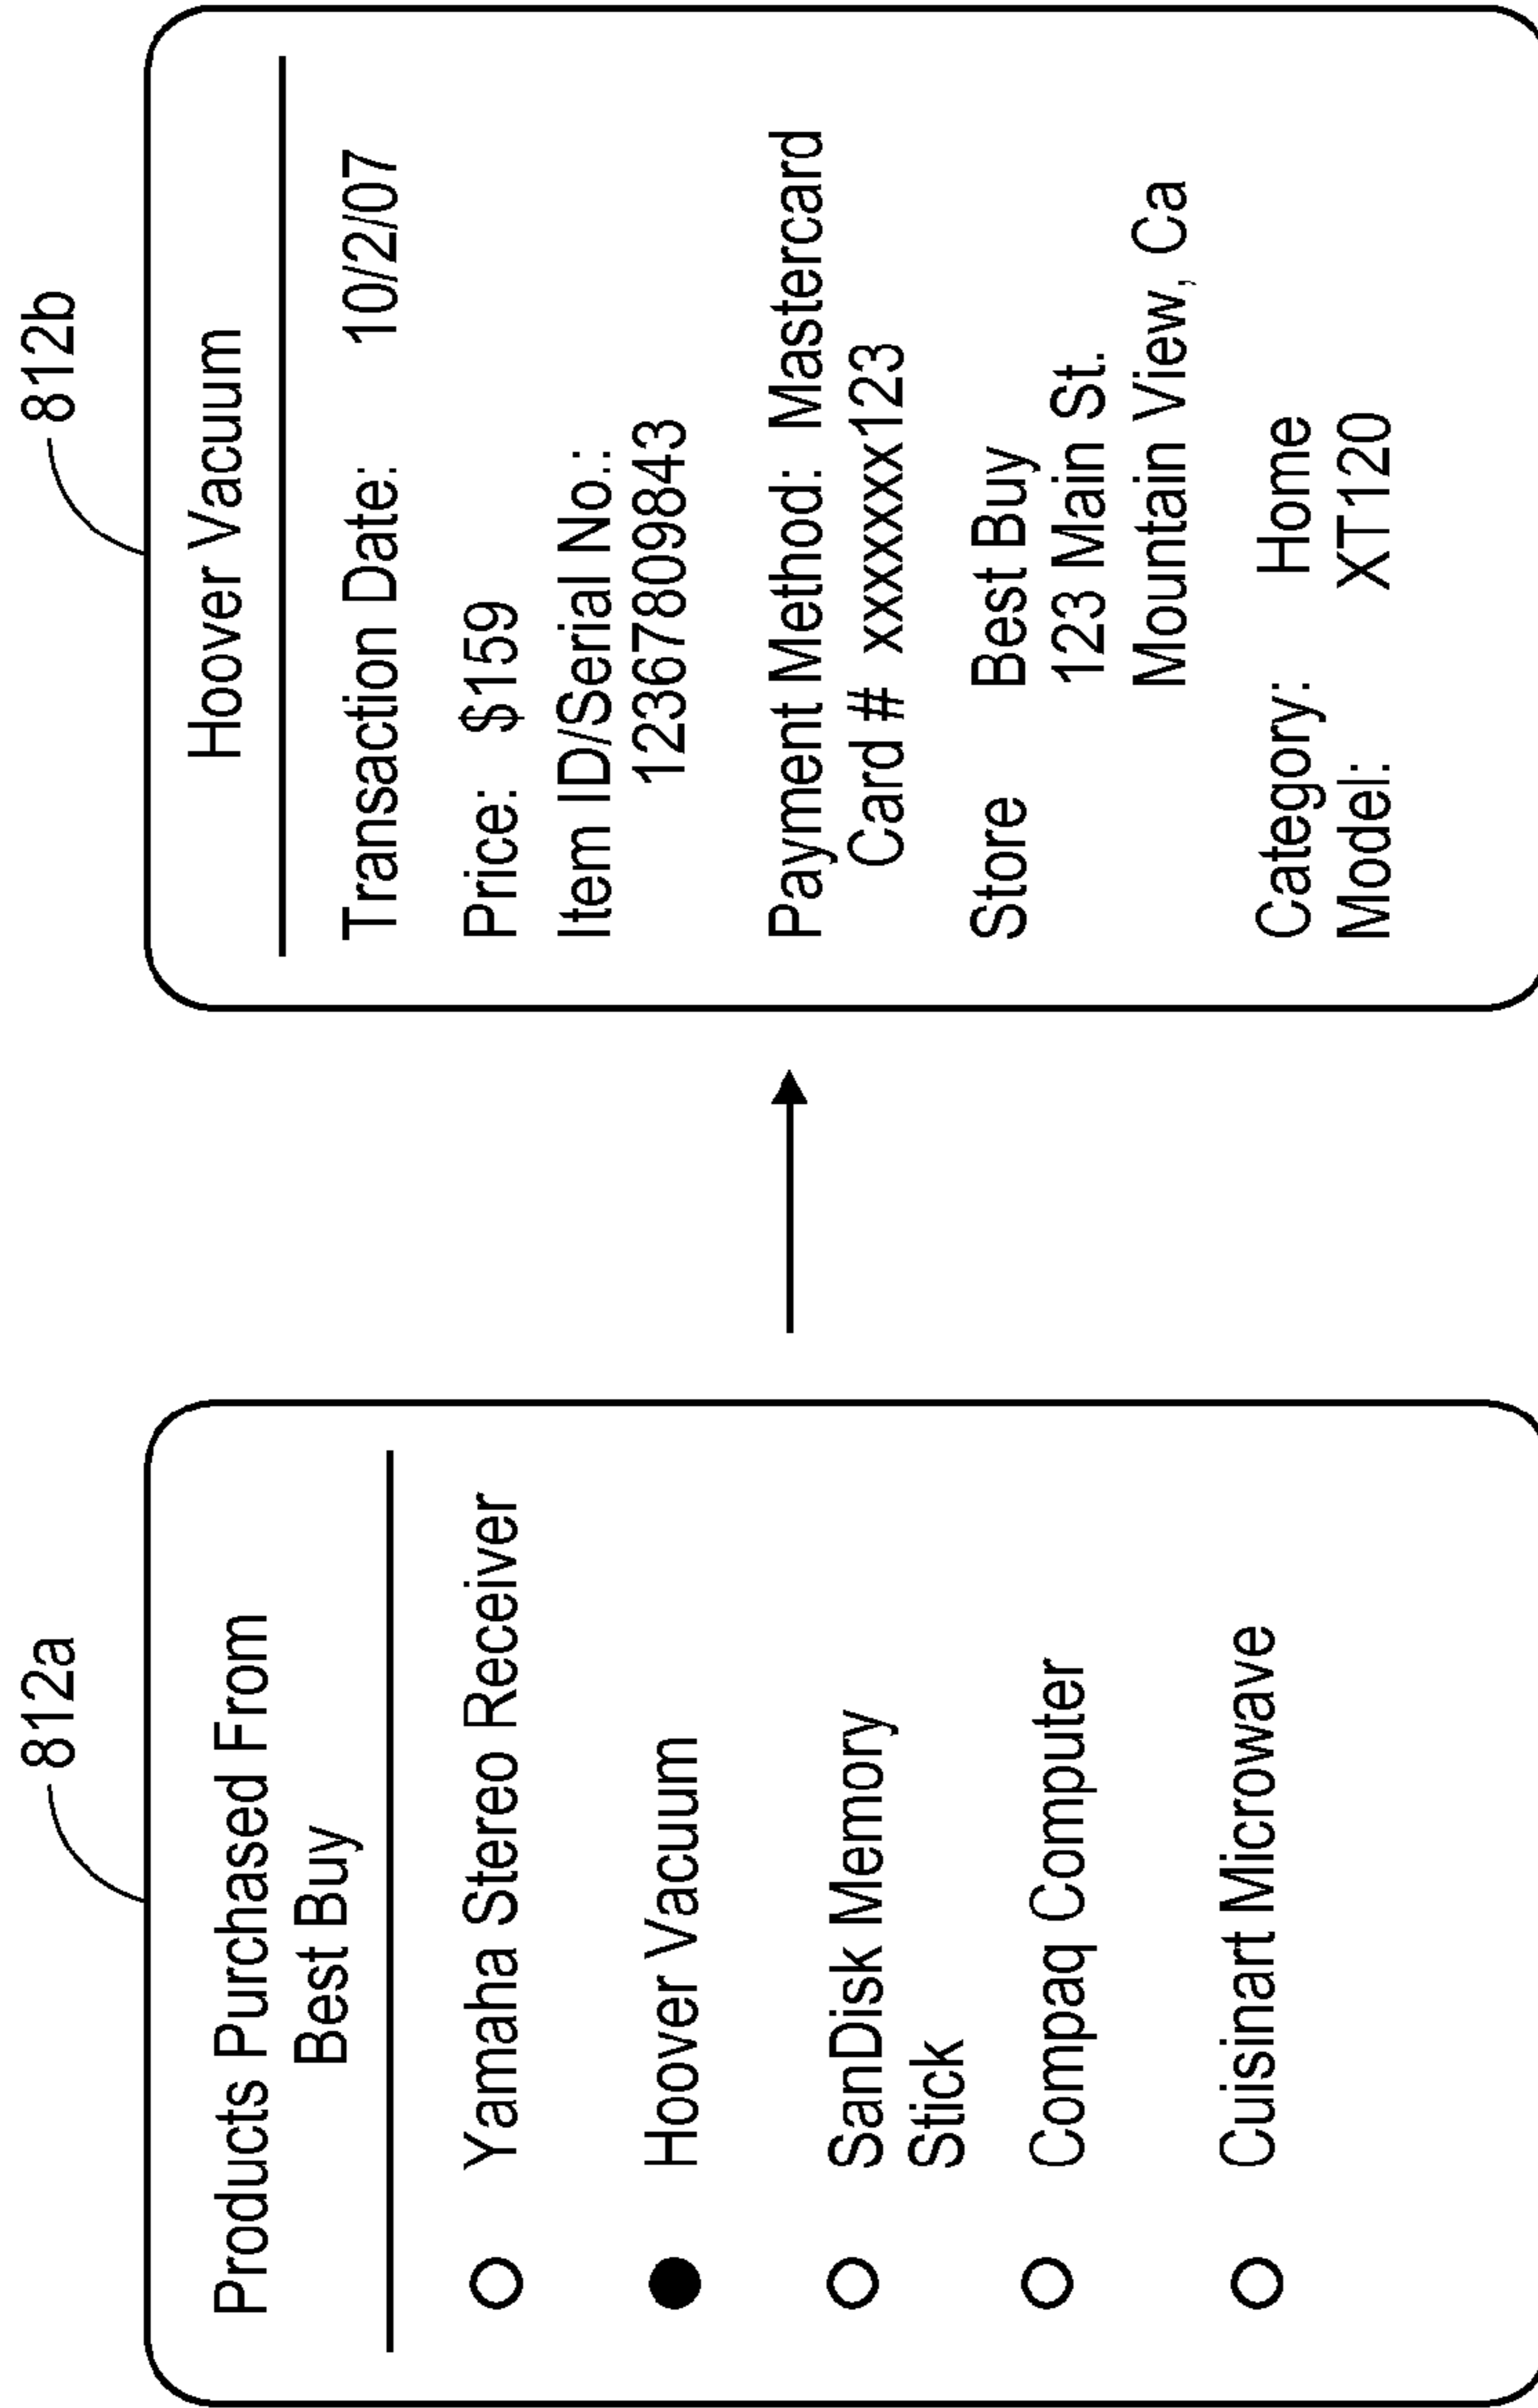 812a
Products Purchased From
Best Buy
Yamaha Stereo Receiver
Hoover Vacuum
SanDisk Memory
Stick
Compaq Computer
Cuisinart Microwave
812b
Hoover Vacuum
Transaction Date: 10/2/07
Price: $159
Item ID/Serial No.:
12367809843
Payment Method: Mastercard
Card # xxxxxxxx123
Store Best Buy
123 Main St.
Mountain View, Ca
Category: Home
Model: XT120